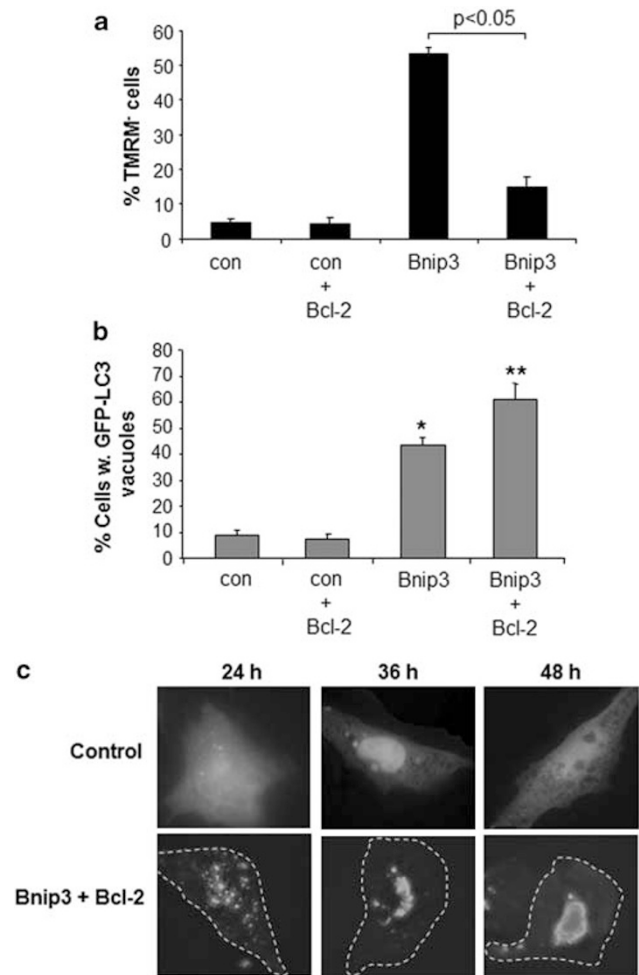 a
p<0.05
% TMRM- cells
60
50
40
30
20
10
0
con
con + Bcl-2
Bnip3
Bnip3 + Bcl-2
b
% Cells w. GFP-LC3 vacuoles
80
70
60
50
40
30
20
10
0
*
**
con
con + Bcl-2
Bnip3
Bnip3 + Bcl-2
c
24 h
36 h
48 h
Control
Bnip3 + Bcl-2